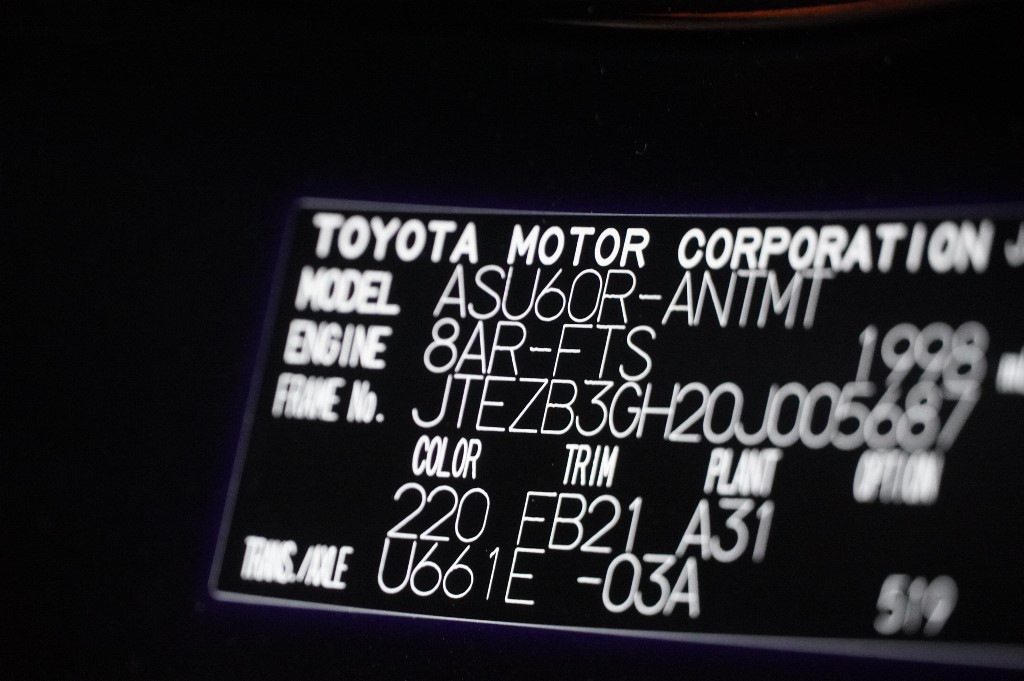 TOYOTA MOTOR CORPORATION J
MODEL ASU60R-ANTMT
ENGINE 8AR-FTS 1998
FRAME No. JTEZB3GH20J005687
COLOR TRIM PLANT OPTION
220 FB21 A31
TRANS./AXLE U661E -03A 519